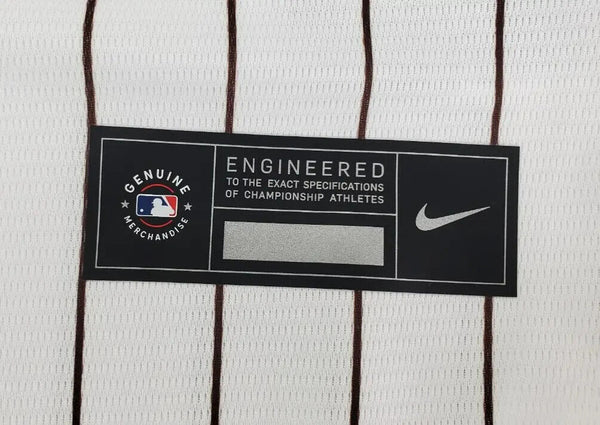 GENUINE
MERCHANDISE
ENGINEERED
TO THE EXACT SPECIFICATIONS
OF CHAMPIONSHIP ATHLETES